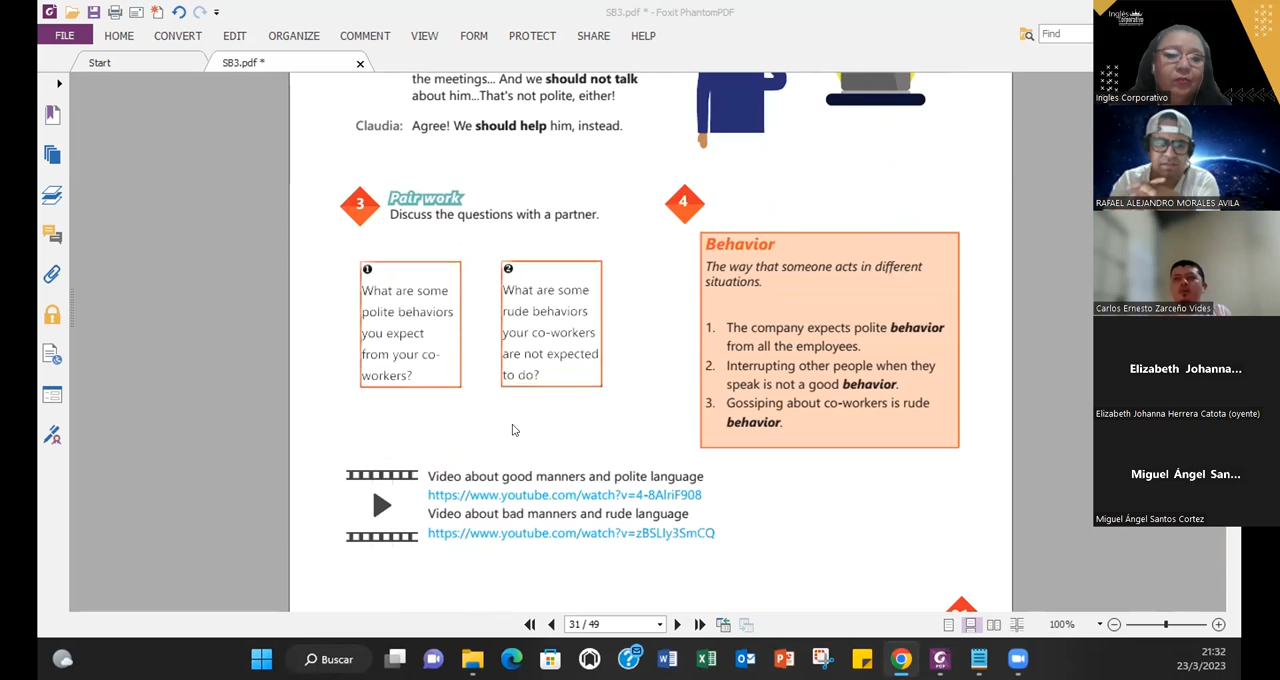 SB3.pdf * - Foxit PhantomPDF
FILE HOME CONVERT EDIT ORGANIZE COMMENT VIEW FORM PROTECT SHARE HELP
Find
Start SB3.pdf *
the meetings... And we should not talk
about him...That's not polite, either!
Claudia: Agree! We should help him, instead.
3 Pair work
Discuss the questions with a partner.
❶
What are some
polite behaviors
you expect
from your co-
workers?
❷
What are some
rude behaviors
your co-workers
are not expected
to do?
4
Behavior
The way that someone acts in different
situations.
1. The company expects polite behavior
from all the employees.
2. Interrupting other people when they
speak is not a good behavior.
3. Gossiping about co-workers is rude
behavior.
Video about good manners and polite language
https://www.youtube.com/watch?v=4-8AlriF908
Video about bad manners and rude language
https://www.youtube.com/watch?v=zBSLIy3SmCQ
31 / 49
100%
Buscar
21:32
23/3/2023
Inglés
Corporativo
Ingles Corporativo
RAFAEL ALEJANDRO MORALES AVILA
Carlos Ernesto Zarceño Vides
Elizabeth Johanna...
Elizabeth Johanna Herrera Catota (oyente)
Miguel Ángel San...
Miguel Ángel Santos Cortez